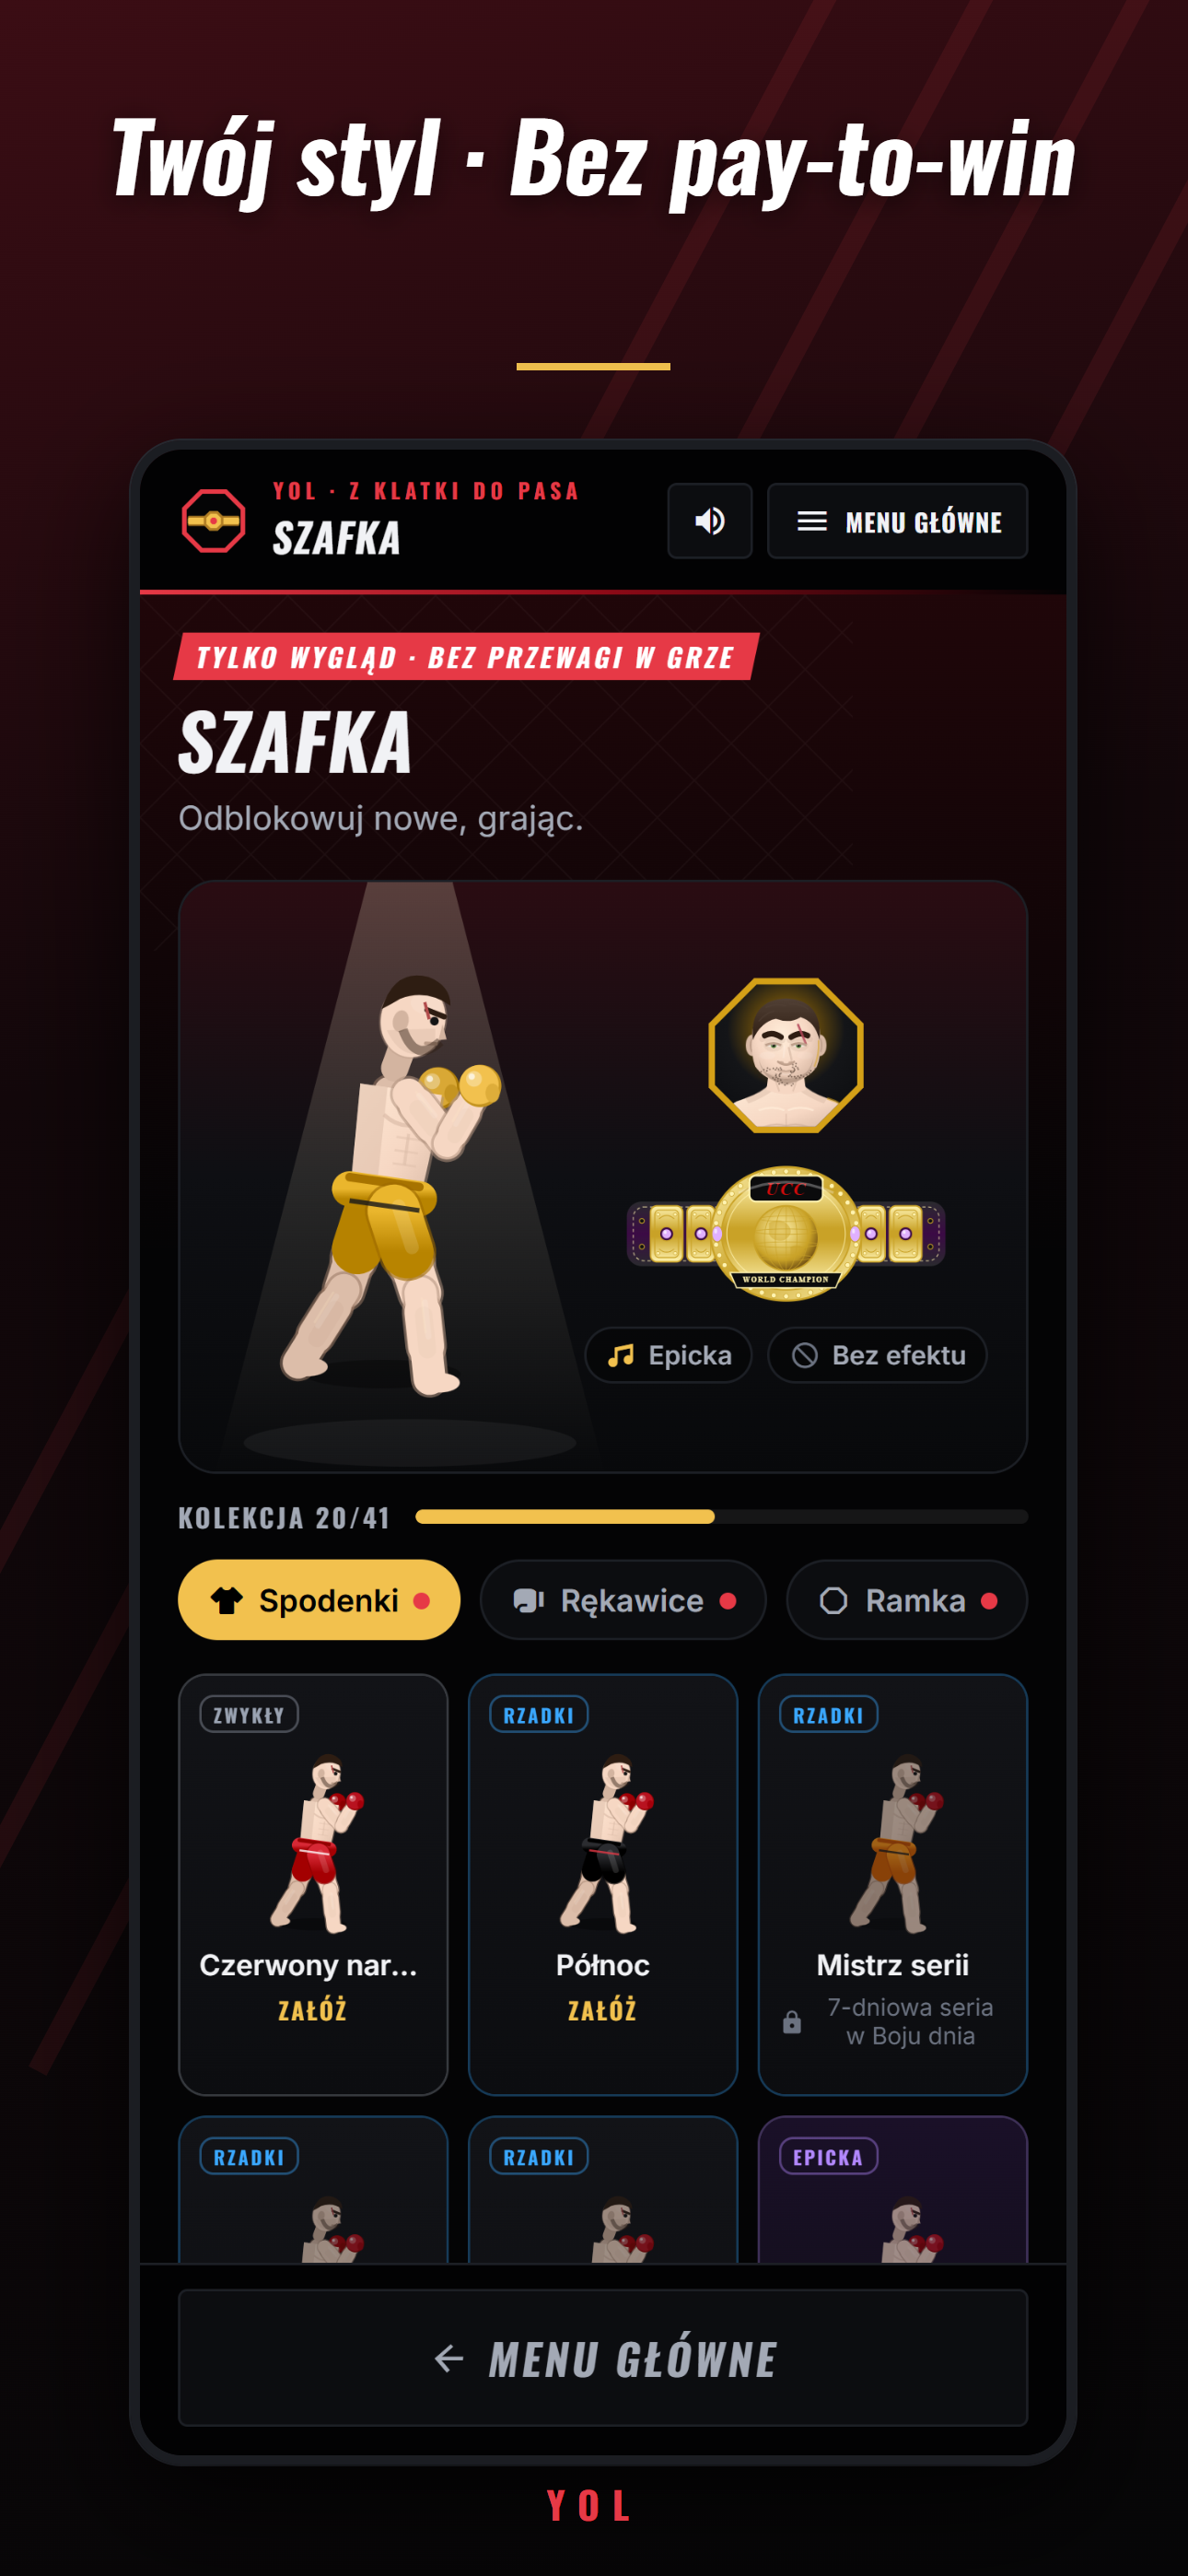 Twój styl · Bez pay-to-win
YOL · Z KLATKI DO PASA
SZAFKA
MENU GŁÓWNE
TYLKO WYGLĄD · BEZ PRZEWAGI W GRZE
SZAFKA
Odblokowuj nowe, grając.
UCC
WORLD CHAMPION
Epicka
Bez efektu
KOLEKCJA 20/41
Spodenki
Rękawice
Ramka
ZWYKŁY
RZADKI
RZADKI
Czerwony nar...
Północ
Mistrz serii
ZAŁÓŻ
ZAŁÓŻ
7-dniowa seria
w Boju dnia
RZADKI
RZADKI
EPICKA
← MENU GŁÓWNE
YOL